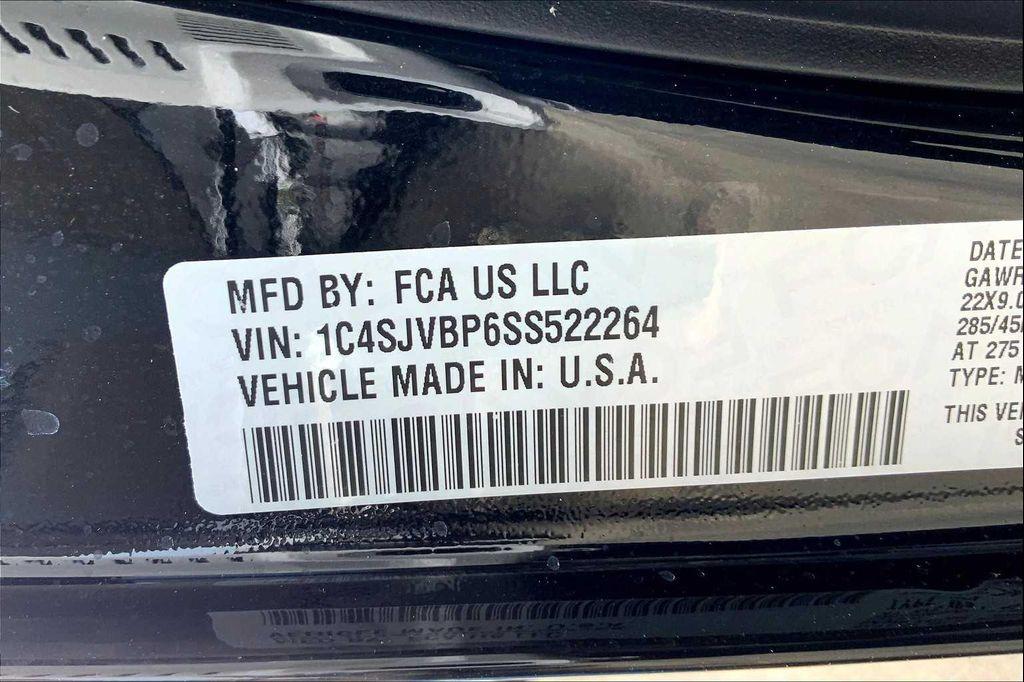 MFD BY: FCA US LLC
VIN: 1C4SJVBP6SS522264
VEHICLE MADE IN: U.S.A.
DATE
GAWR
22X9.0
285/45
AT 275
TYPE:
THIS VE
S